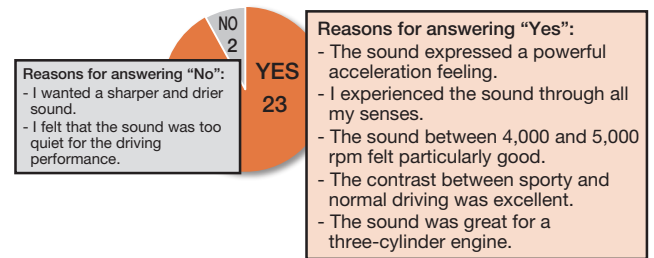 NO
2
YES
23
Reasons for answering “No”:
- I wanted a sharper and drier
sound.
- I felt that the sound was too
quiet for the driving
performance.
Reasons for answering “Yes”:
- The sound expressed a powerful
acceleration feeling.
- I experienced the sound through all
my senses.
- The sound between 4,000 and 5,000
rpm felt particularly good.
- The contrast between sporty and
normal driving was excellent.
- The sound was great for a
three-cylinder engine.